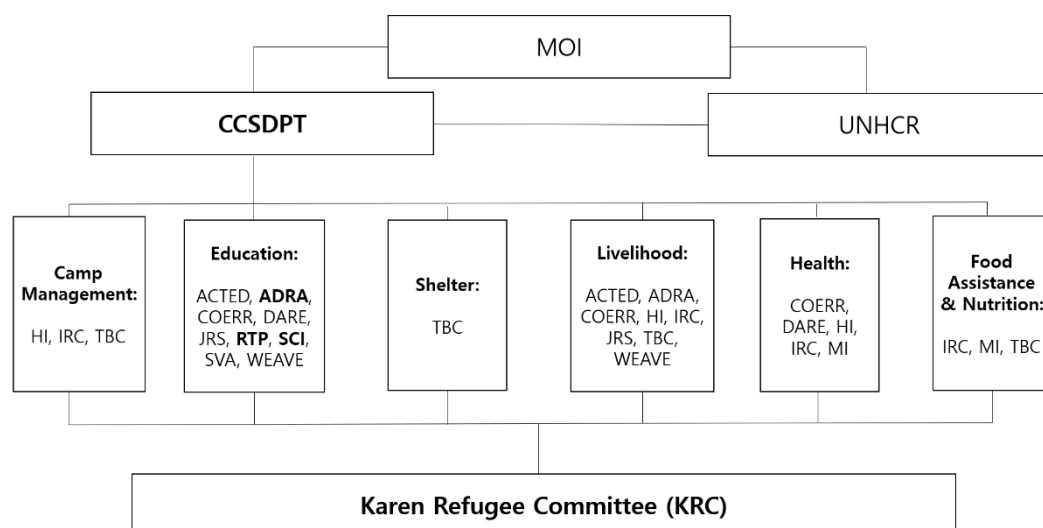 MOI
CCSDPT
UNHCR
Camp
Management:
HI, IRC, TBC
Education:
ACTED, ADRA,
COERR, DARE,
JRS, RTP, SCI,
SVA, WEAVE
Shelter:
TBC
Livelihood:
ACTED, ADRA,
COERR, HI, IRC,
JRS, TBC,
WEAVE
Health:
COERR,
DARE, HI,
IRC, MI
Food
Assistance
& Nutrition:
IRC, MI, TBC
Karen Refugee Committee (KRC)